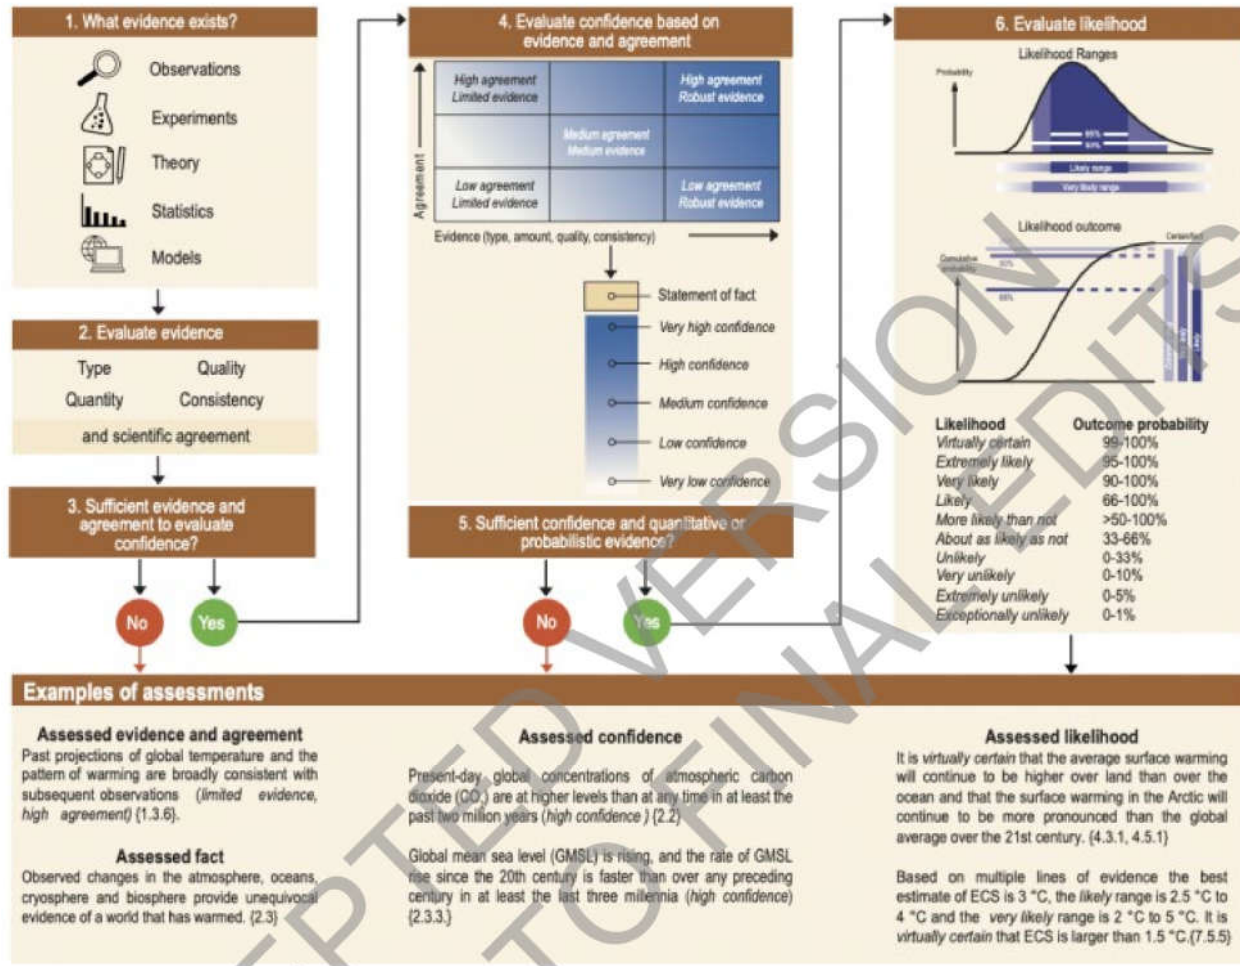 1. What evidence exists?
Observations
Experiments
Theory
Statistics
Models
2. Evaluate evidence
Type Quality
Quantity Consistency
and scientific agreement
3. Sufficient evidence and
agreement to evaluate
confidence?
No Yes
4. Evaluate confidence based on
evidence and agreement
Agreement
High agreement
Limited evidence
High agreement
Robust evidence
Medium agreement
Medium evidence
Low agreement
Limited evidence
Low agreement
Robust evidence
Evidence (type, amount, quality, consistency)
Statement of fact
Very high confidence
High confidence
Medium confidence
Low confidence
Very low confidence
5. Sufficient confidence and quantitative or
probabilistic evidence?
No Yes
6. Evaluate likelihood
Likelihood Ranges
Probability
Likely range
Very likely range
Likelihood outcome
Cumulative
probability
90%
66%
Likely
Likelihood Outcome probability
Virtually certain 99-100%
Extremely likely 95-100%
Very likely 90-100%
Likely 66-100%
More likely than not >50-100%
About as likely as not 33-66%
Unlikely 0-33%
Very unlikely 0-10%
Extremely unlikely 0-5%
Exceptionally unlikely 0-1%
Examples of assessments
Assessed evidence and agreement
Past projections of global temperature and the
pattern of warming are broadly consistent with
subsequent observations (limited evidence,
high agreement) {1.3.6}.
Assessed fact
Observed changes in the atmosphere, oceans,
cryosphere and biosphere provide unequivocal
evidence of a world that has warmed. {2.3}
Assessed confidence
Present-day global concentrations of atmospheric carbon
dioxide (CO₂) are at higher levels than at any time in at least the
past two million years (high confidence ) {2.2}
Global mean sea level (GMSL) is rising, and the rate of GMSL
rise since the 20th century is faster than over any preceding
century in at least the last three millennia (high confidence)
{2.3.3.}
Assessed likelihood
It is virtually certain that the average surface warming
will continue to be higher over land than over the
ocean and that the surface warming in the Arctic will
continue to be more pronounced than the global
average over the 21st century. {4.3.1, 4.5.1}
Based on multiple lines of evidence the best
estimate of ECS is 3 °C, the likely range is 2.5 °C to
4 °C and the very likely range is 2 °C to 5 °C. It is
virtually certain that ECS is larger than 1.5 °C.{7.5.5}
EPTED VERSION
TO FINAL EDITS